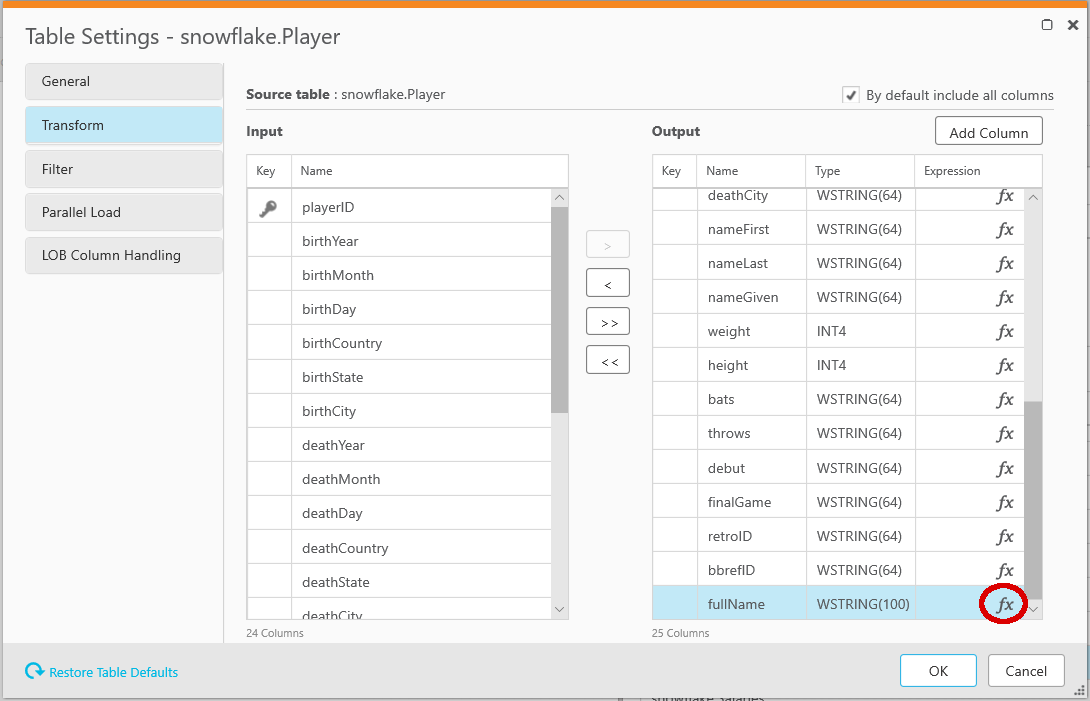 Table Settings - snowflake.Player
General
Transform
Filter
Parallel Load
LOB Column Handling
Source table : snowflake.Player
By default include all columns
Input
Output
Add Column
Key Name
playerID
birthYear
birthMonth
birthDay
birthCountry
birthState
birthCity
deathYear
deathMonth
deathDay
deathCountry
deathState
deathCity
24 Columns
>
<
>>
<<
Key Name Type Expression
deathCity WSTRING(64) fx
nameFirst WSTRING(64) fx
nameLast WSTRING(64) fx
nameGiven WSTRING(64) fx
weight INT4 fx
height INT4 fx
bats WSTRING(64) fx
throws WSTRING(64) fx
debut WSTRING(64) fx
finalGame WSTRING(64) fx
retroID WSTRING(64) fx
bbrefID WSTRING(64) fx
fullName WSTRING(100) fx
25 Columns
Restore Table Defaults
OK
Cancel
snowflake.Salaries